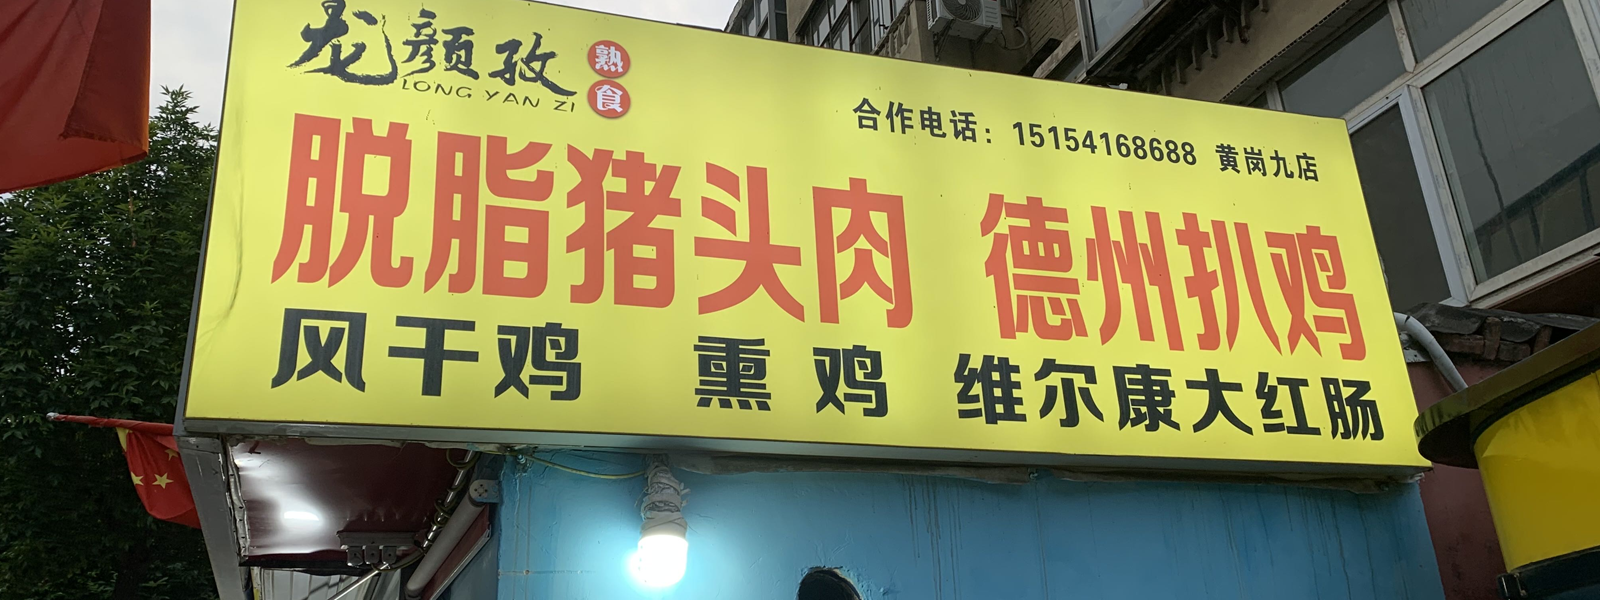 龙颜孜 熟食
LONG YAN ZI
合作电话：15154168688 黄岗九店
脱脂猪头肉 德州扒鸡
风干鸡 熏鸡 维尔康大红肠